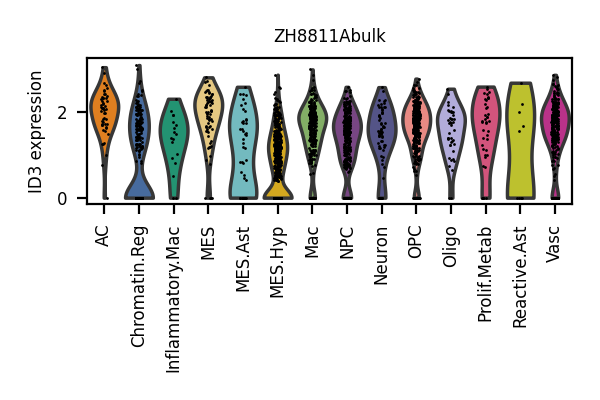 ZH8811Abulk
ID3 expression
2
0
AC
Chromatin.Reg
Inflammatory.Mac
MES
MES.Ast
MES.Hyp
Mac
NPC
Neuron
OPC
Oligo
Prolif.Metab
Reactive.Ast
Vasc